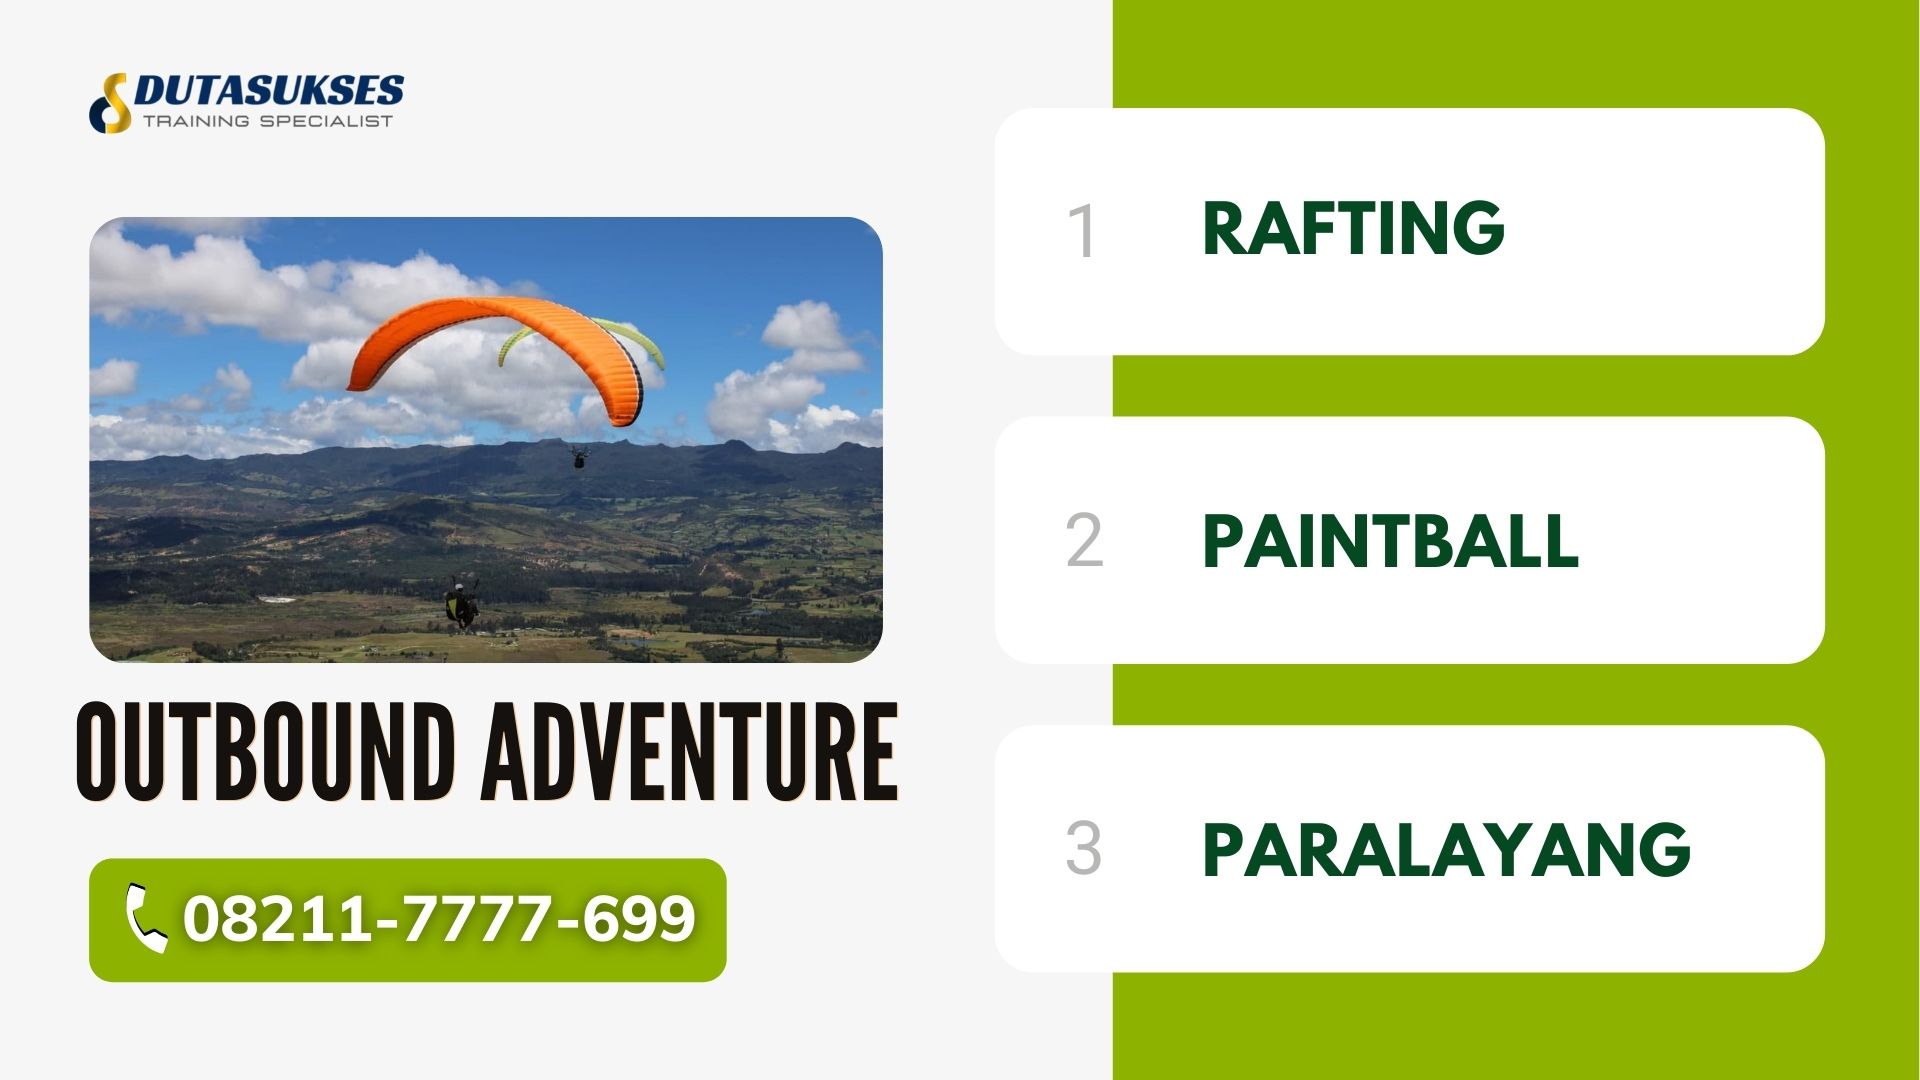 DUTASUKSES
TRAINING SPECIALIST
OUTBOUND ADVENTURE
08211-7777-699
1 RAFTING
2 PAINTBALL
3 PARALAYANG